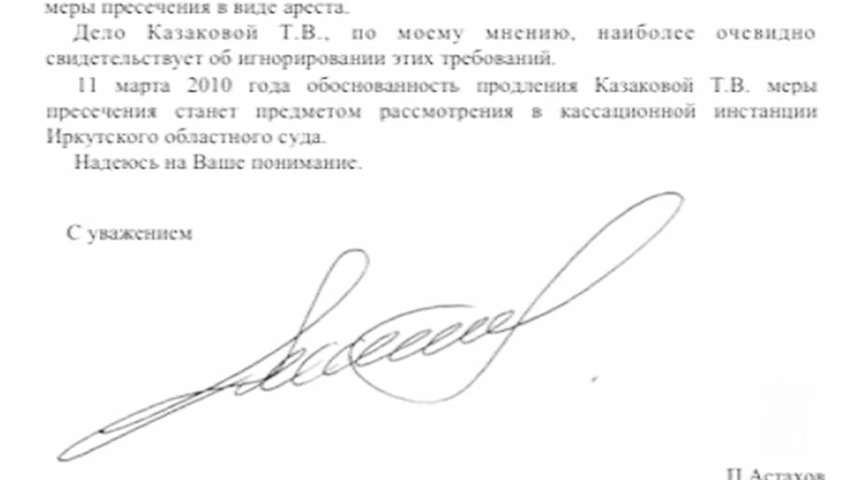 меры пресечения в виде ареста.
Дело Казаковой Т.В., по моему мнению, наиболее очевидно
свидетельствует об игнорировании этих требований.
11 марта 2010 года обоснованность продления Казаковой Т.В. меры
пресечения станет предметом рассмотрения в кассационной инстанции
Иркутского областного суда.
Надеюсь на Ваше понимание.
С уважением
П.Астахов